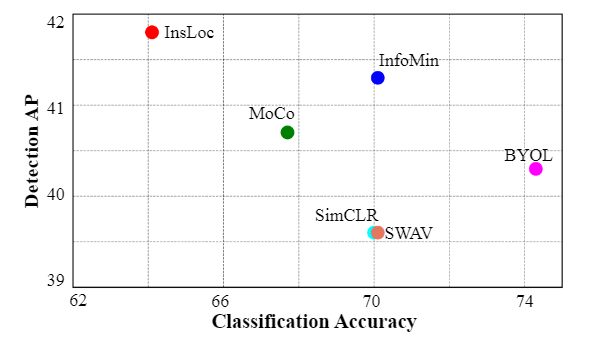 42
InsLoc
InfoMin
41
MoCo
BYOL
40
SimCLR
SWAV
39
62
66
70
74
Detection AP
Classification Accuracy